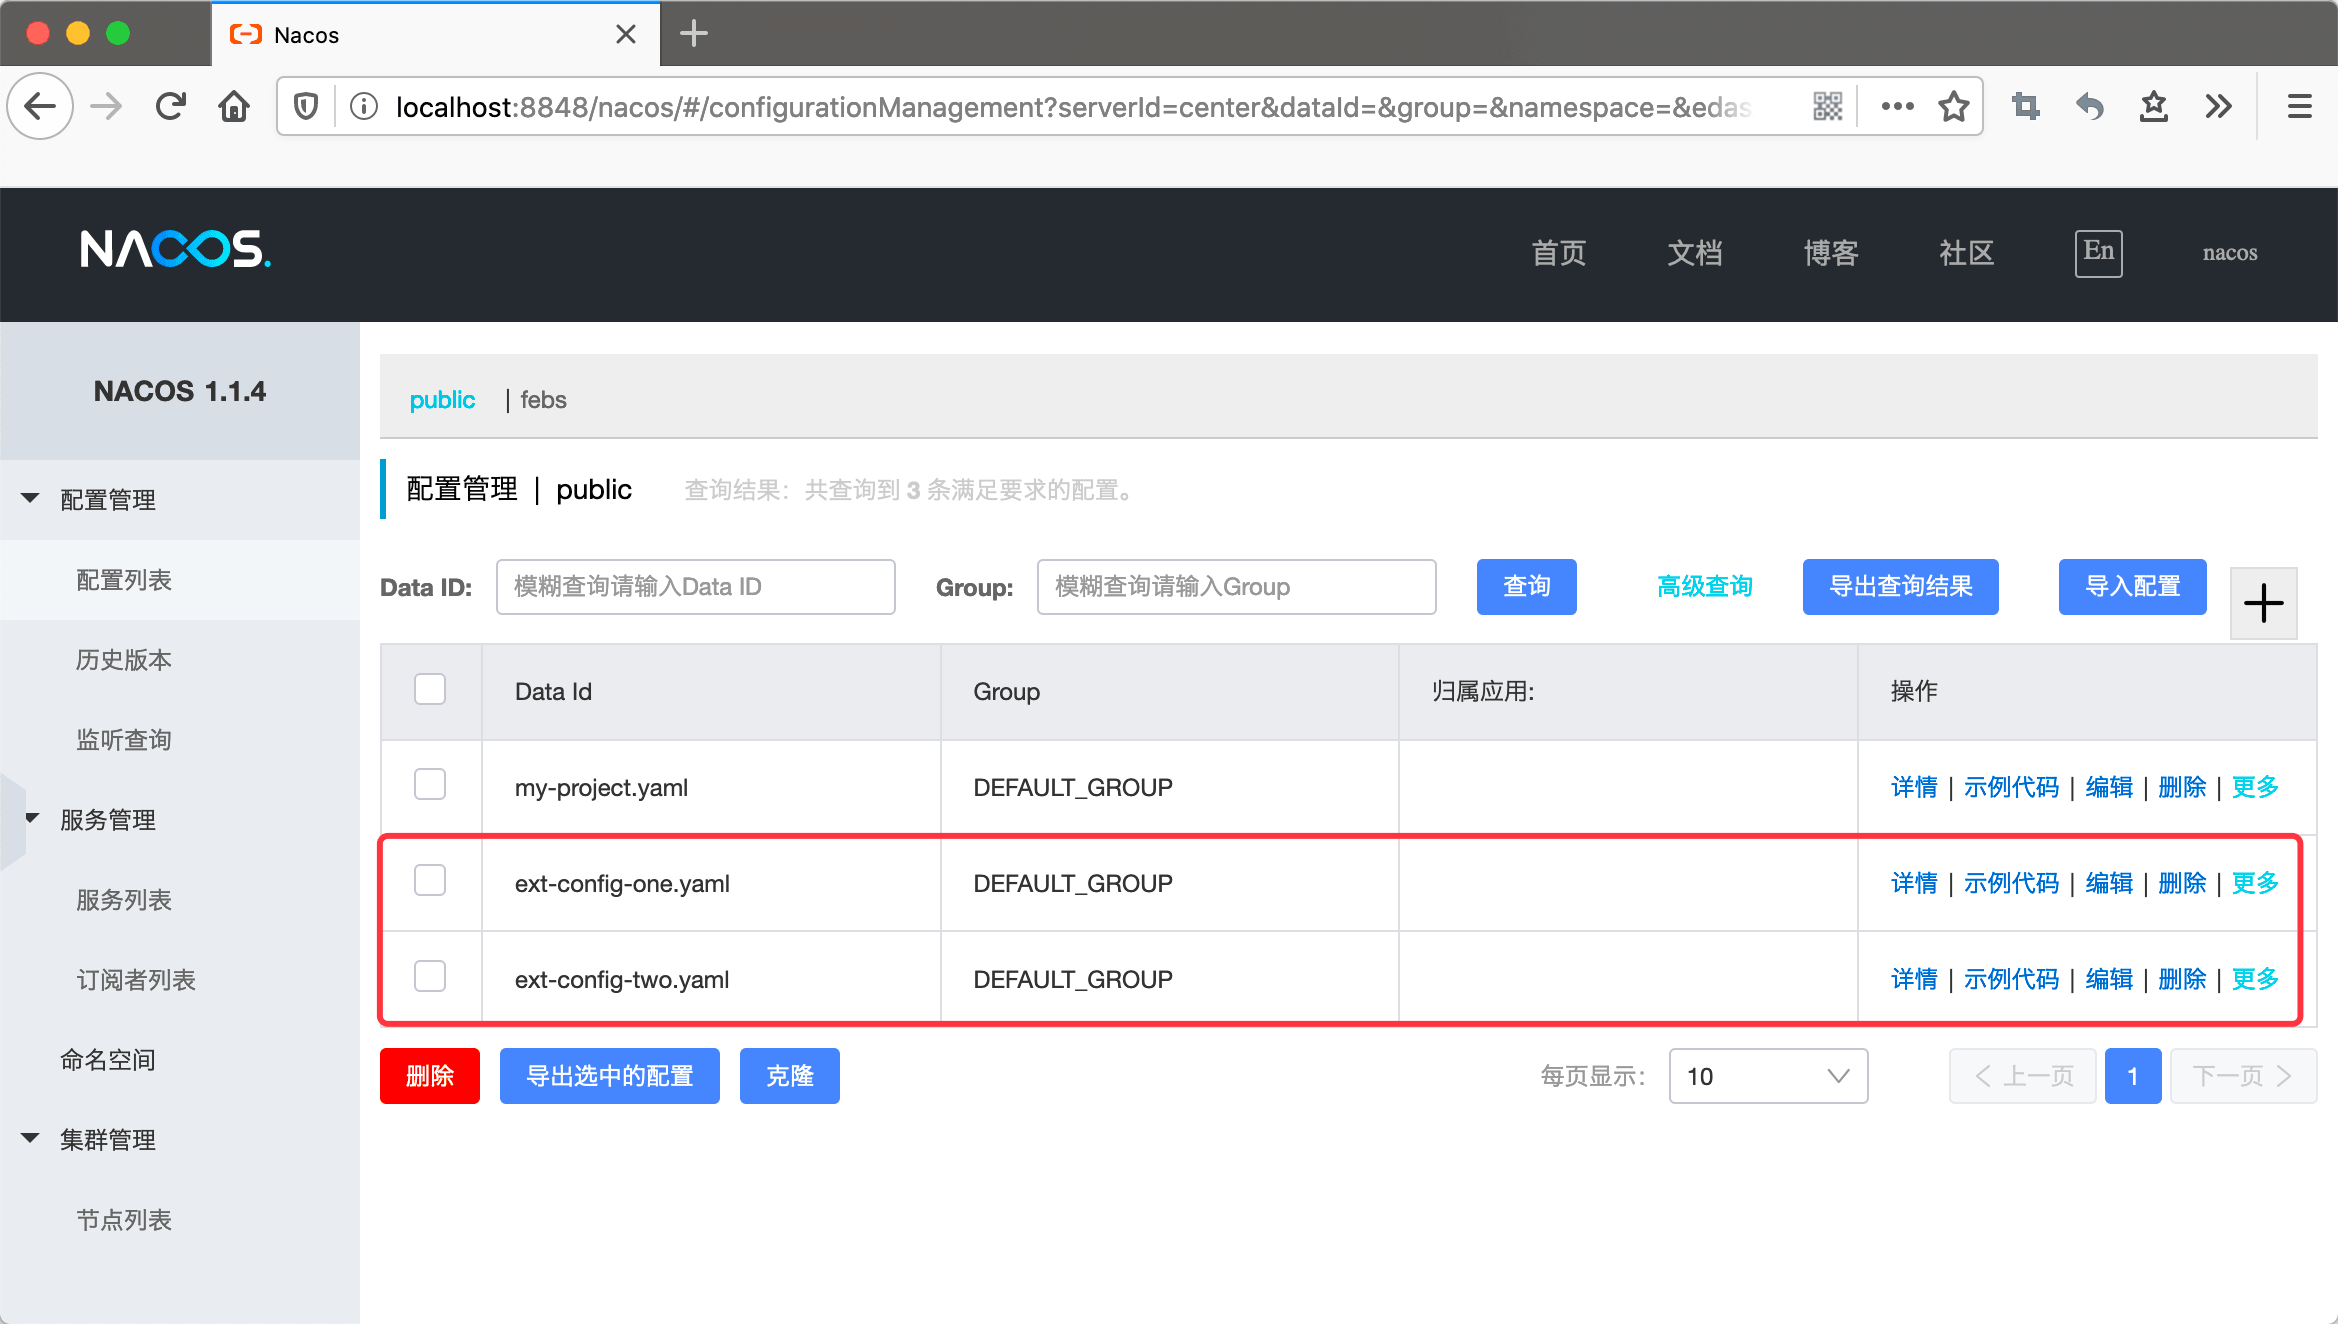 Nacos
localhost:8848/nacos/#/configurationManagement?serverId=center&dataId=&group=&namespace=&edas
NACOS.
首页 文档 博客 社区 En nacos
NACOS 1.1.4
配置管理
配置列表
历史版本
监听查询
服务管理
服务列表
订阅者列表
命名空间
集群管理
节点列表
public | febs
配置管理 | public 查询结果：共查询到 3 条满足要求的配置。
Data ID: 模糊查询请输入Data ID Group: 模糊查询请输入Group 查询 高级查询 导出查询结果 导入配置
Data Id Group 归属应用: 操作
my-project.yaml DEFAULT_GROUP 详情 | 示例代码 | 编辑 | 删除 | 更多
ext-config-one.yaml DEFAULT_GROUP 详情 | 示例代码 | 编辑 | 删除 | 更多
ext-config-two.yaml DEFAULT_GROUP 详情 | 示例代码 | 编辑 | 删除 | 更多
删除 导出选中的配置 克隆 每页显示: 10 上一页 1 下一页